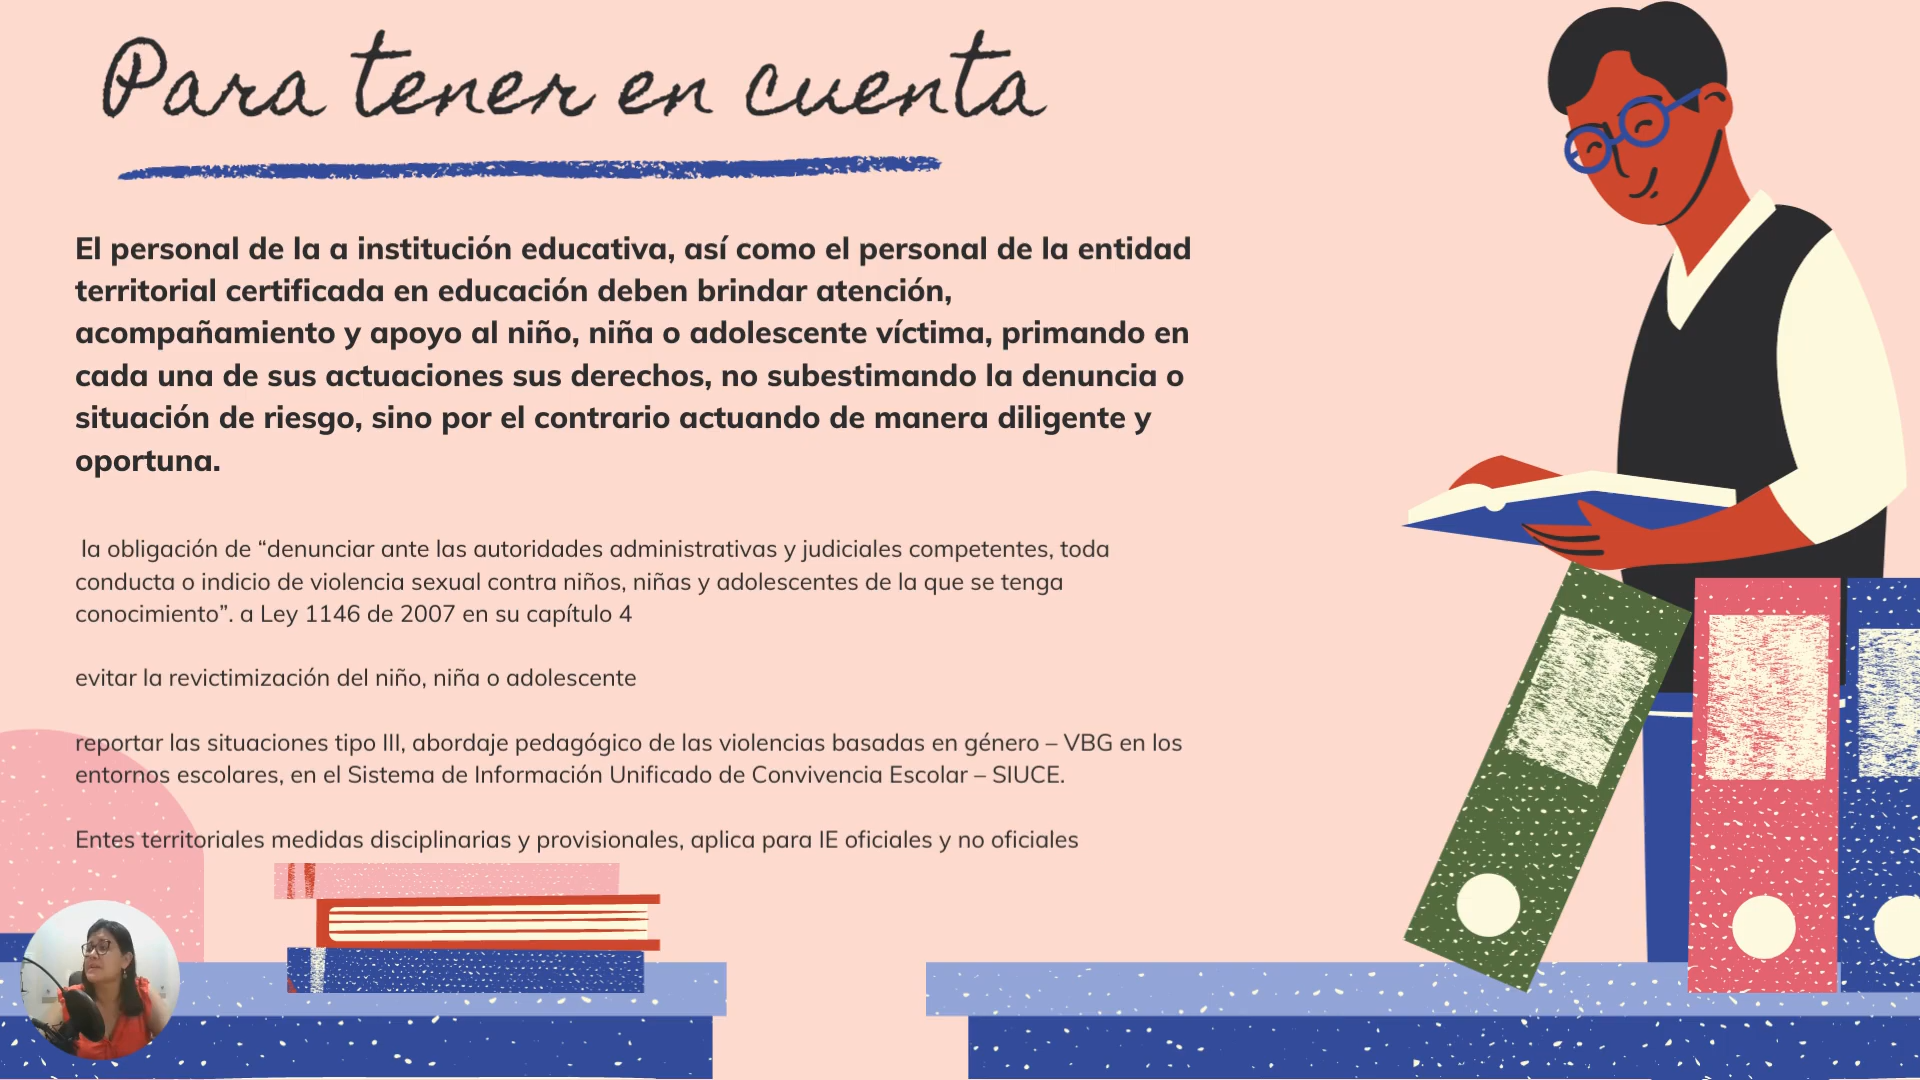 Para tener en cuenta
El personal de la a institución educativa, así como el personal de la entidad
territorial certificada en educación deben brindar atención,
acompañamiento y apoyo al niño, niña o adolescente víctima, primando en
cada una de sus actuaciones sus derechos, no subestimando la denuncia o
situación de riesgo, sino por el contrario actuando de manera diligente y
oportuna.
la obligación de “denunciar ante las autoridades administrativas y judiciales competentes, toda
conducta o indicio de violencia sexual contra niños, niñas y adolescentes de la que se tenga
conocimiento”. a Ley 1146 de 2007 en su capítulo 4
evitar la revictimización del niño, niña o adolescente
reportar las situaciones tipo III, abordaje pedagógico de las violencias basadas en género – VBG en los
entornos escolares, en el Sistema de Información Unificado de Convivencia Escolar – SIUCE.
Entes territoriales medidas disciplinarias y provisionales, aplica para IE oficiales y no oficiales